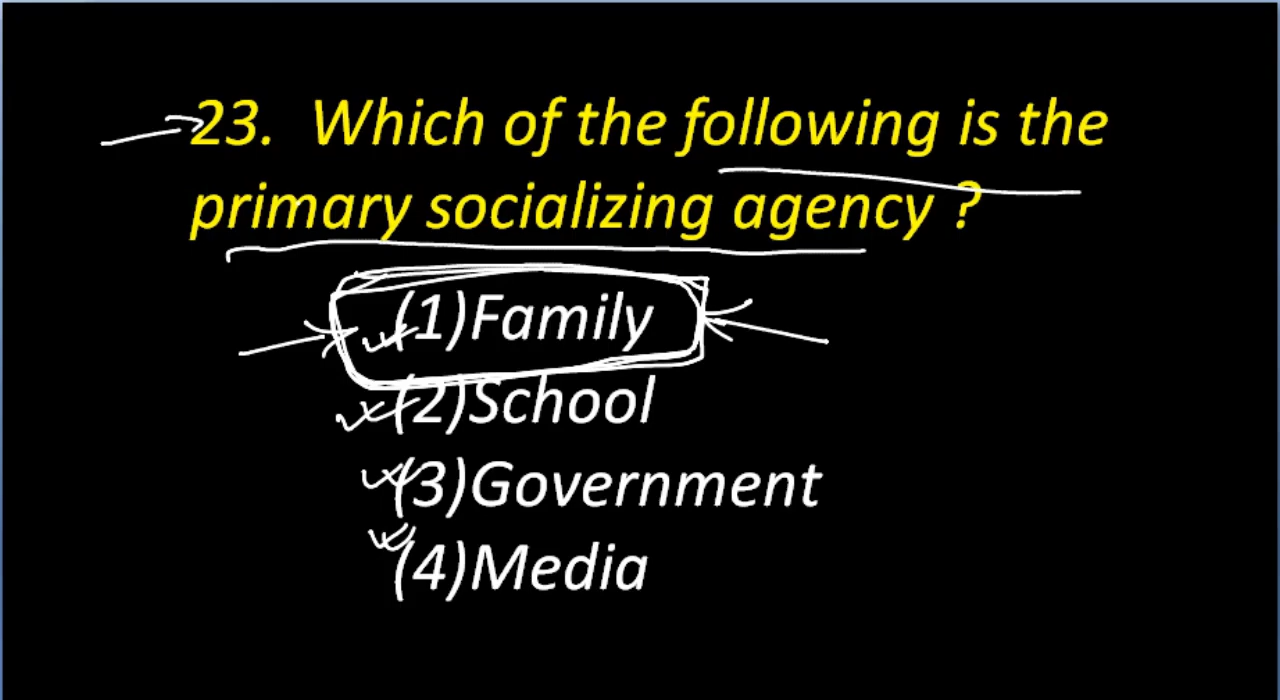 23. Which of the following is the
primary socializing agency ?
(1)Family
(2)School
(3)Government
(4)Media